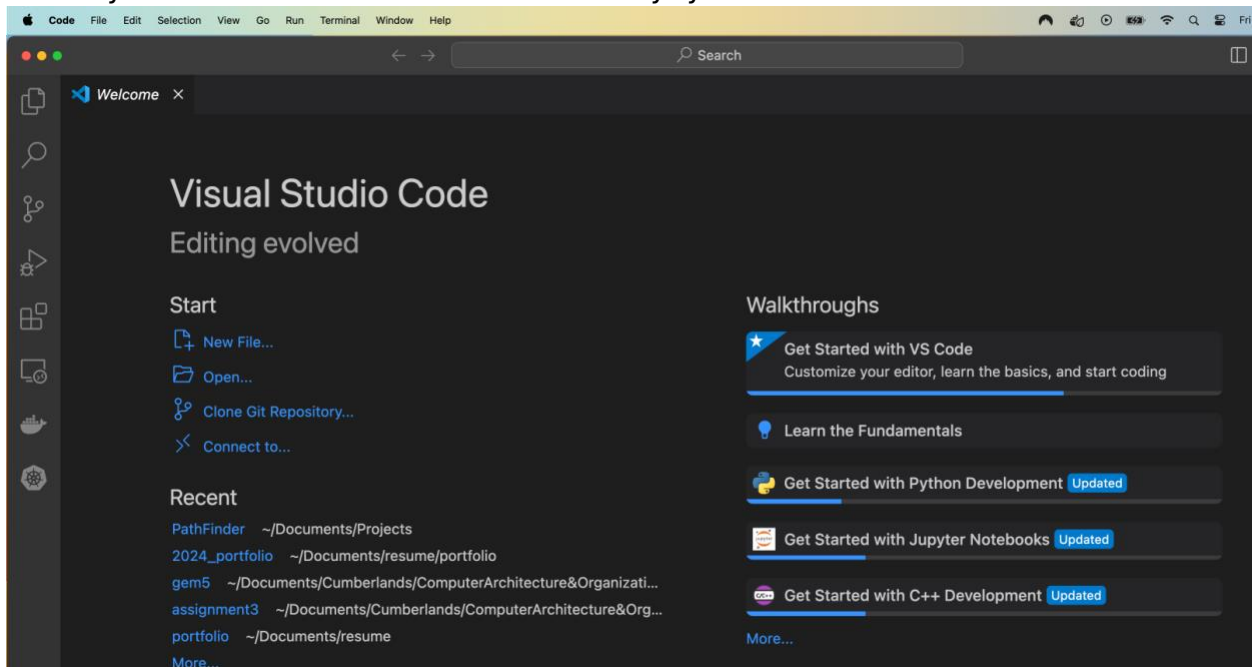 Code File Edit Selection View Go Run Terminal Window Help Fri
Search
Welcome
Visual Studio Code
Editing evolved
Start
New File...
Open...
Clone Git Repository...
Connect to...
Recent
PathFinder ~/Documents/Projects
2024_portfolio ~/Documents/resume/portfolio
gem5 ~/Documents/Cumberlands/ComputerArchitecture&Organizati...
assignment3 ~/Documents/Cumberlands/ComputerArchitecture&Org...
portfolio ~/Documents/resume
More...
Walkthroughs
Get Started with VS Code
Customize your editor, learn the basics, and start coding
Learn the Fundamentals
Get Started with Python Development Updated
Get Started with Jupyter Notebooks Updated
Get Started with C++ Development Updated
More...